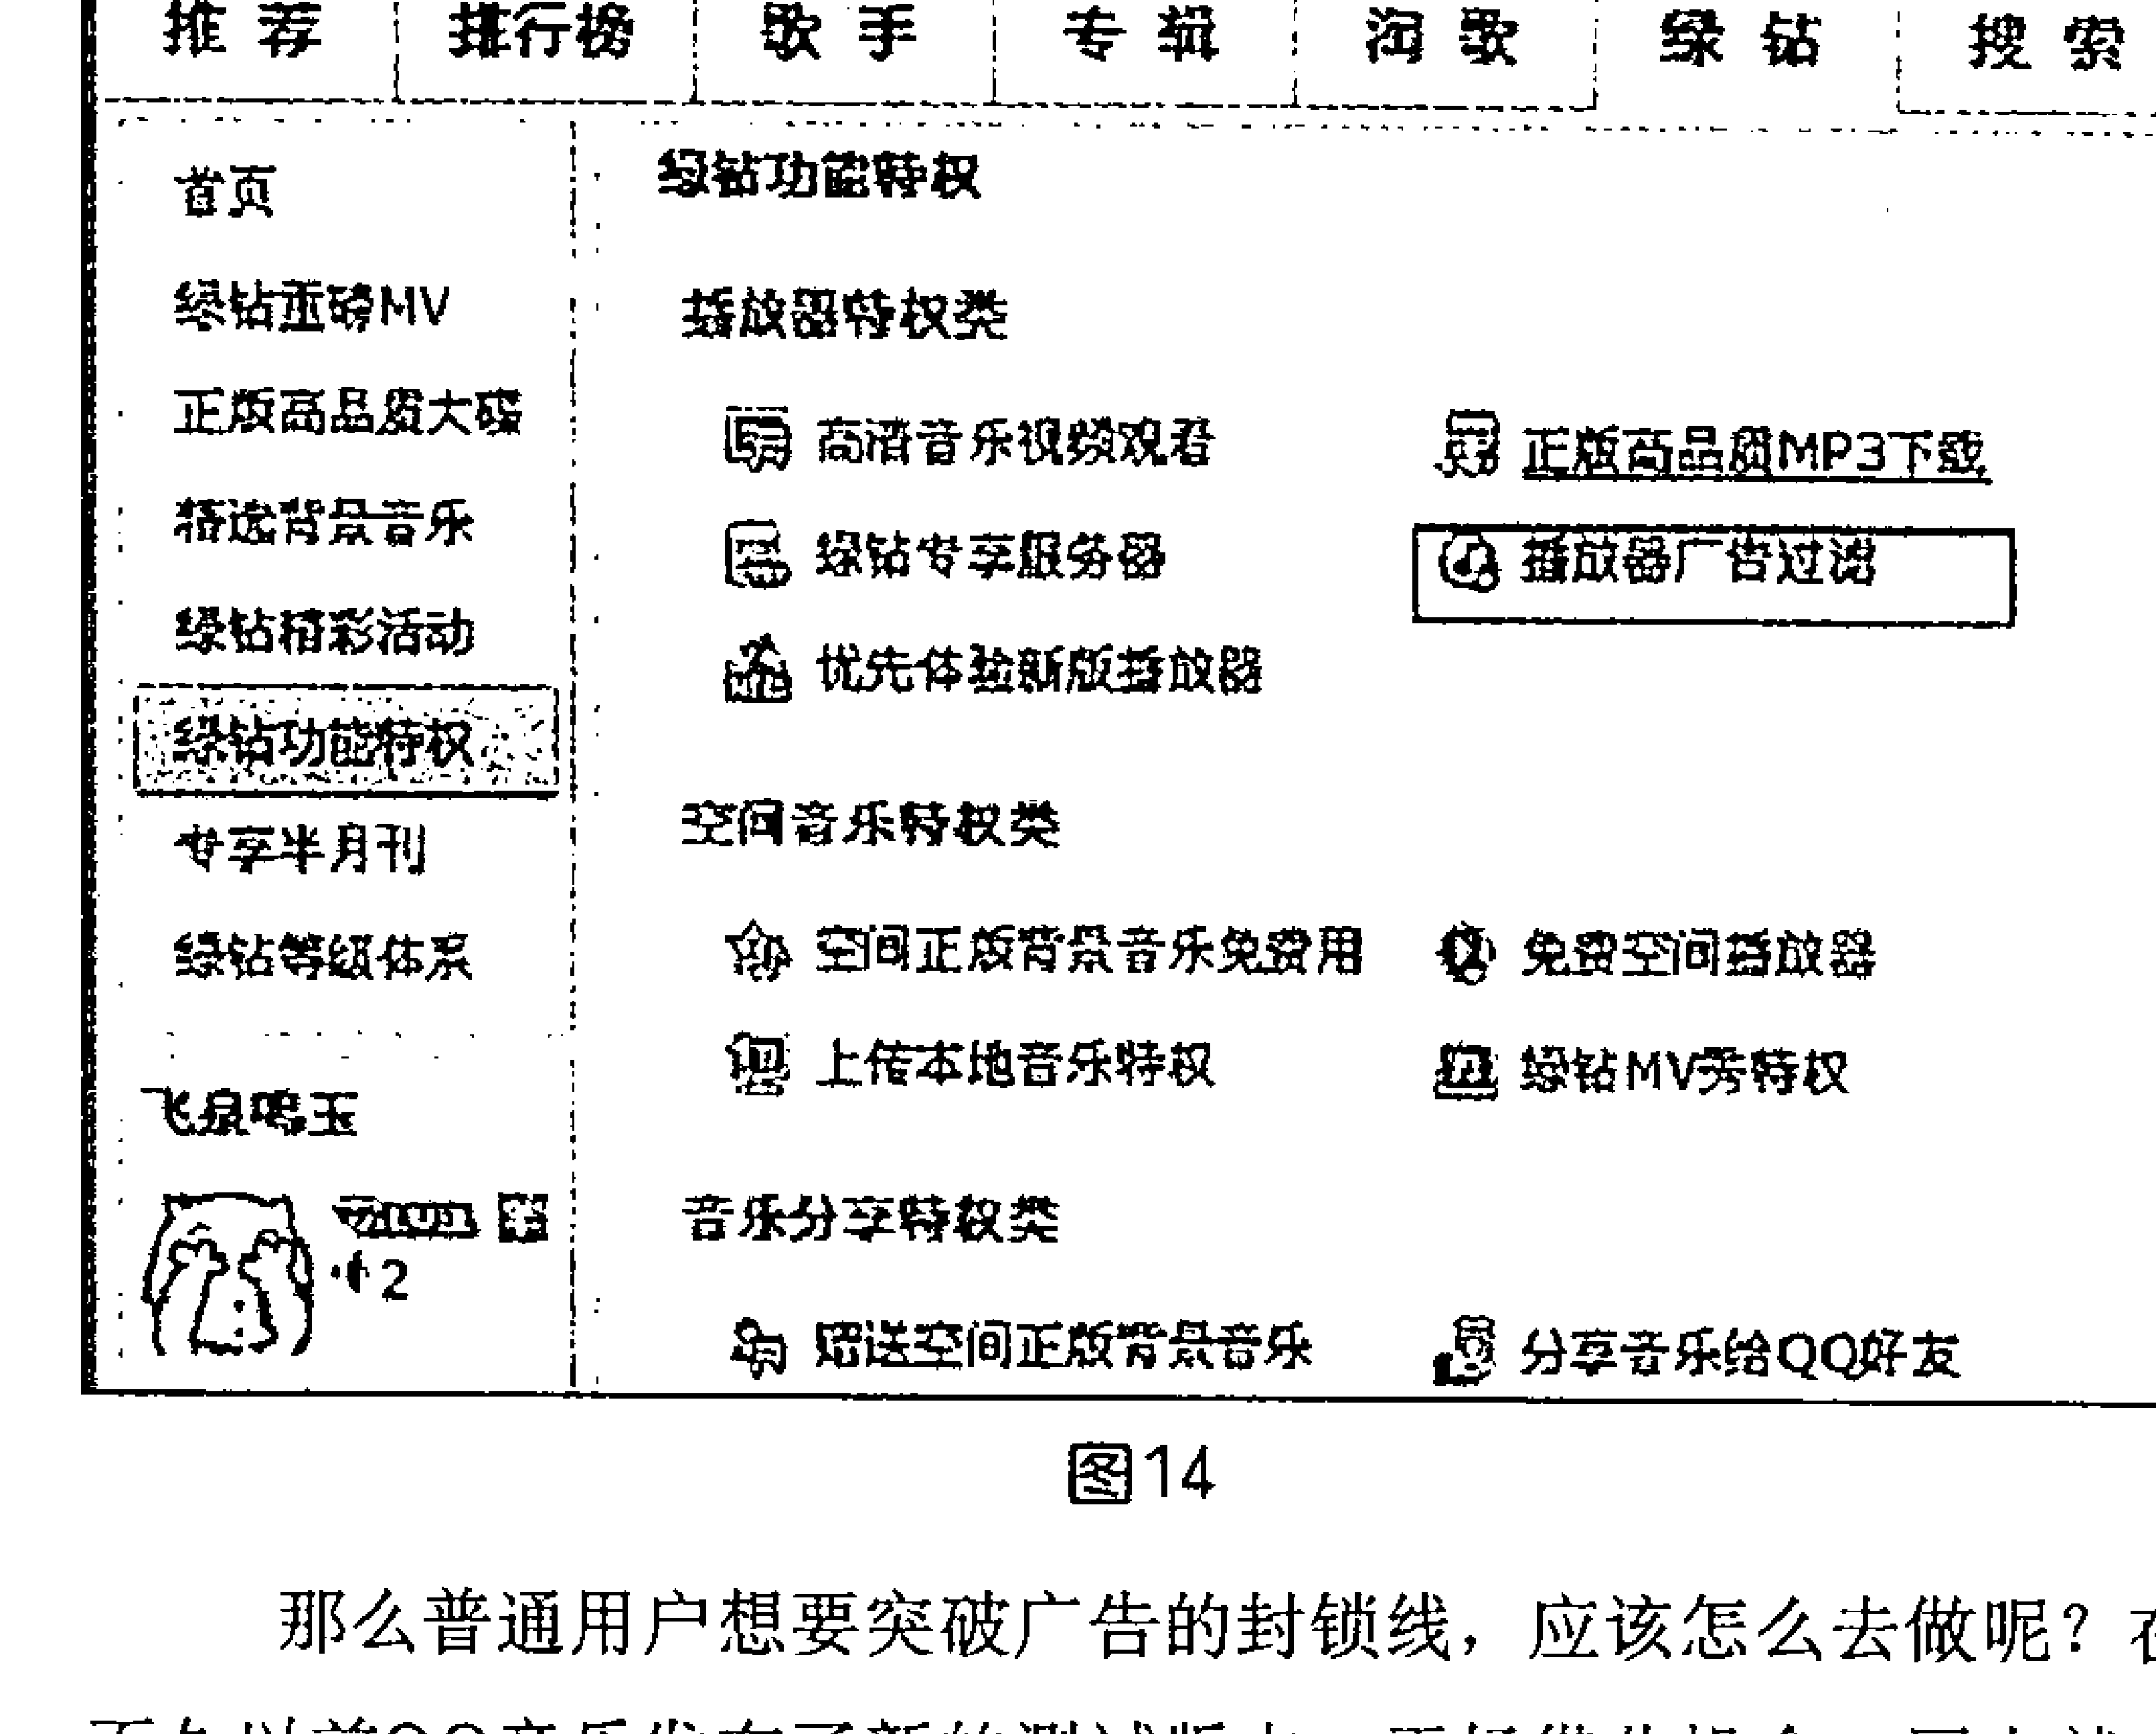 推荐 排行榜 歌手 专辑 淘歌 绿钻 搜索
首页
绿钻重磅MV
正版高品质大碟
精选背景音乐
绿钻精彩活动
绿钻功能特权
专享半月刊
绿钻等级体系
飞泉鸣玉
2
绿钻功能特权
播放器特权类
高清音乐视频观看 正版高品质MP3下载
绿钻专享服务器 播放器广告过滤
优先体验新版播放器
空间音乐特权类
空间正版背景音乐免费用 免费空间播放器
上传本地音乐特权 绿钻MV秀特权
音乐分享特权类
赠送空间正版背景音乐 分享音乐给QQ好友
图14
那么普通用户想要突破广告的封锁线，应该怎么去做呢？在